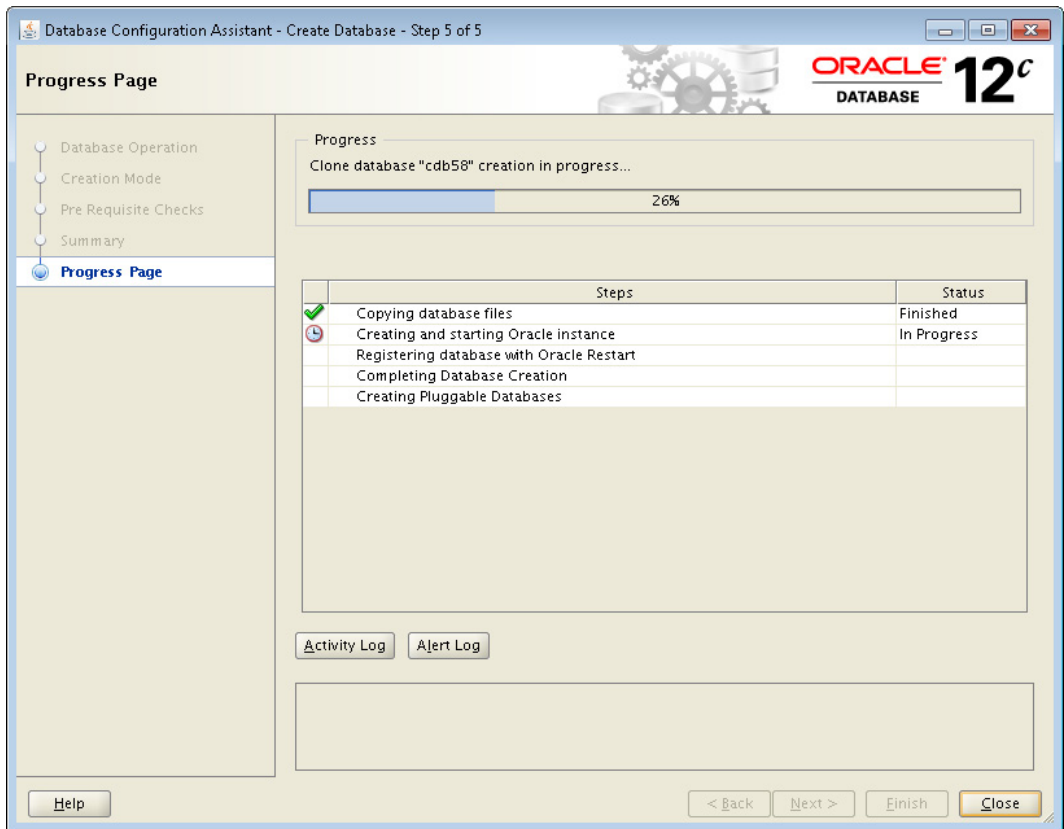 Database Configuration Assistant - Create Database - Step 5 of 5
Progress Page
ORACLE® 12c
DATABASE
Database Operation
Creation Mode
Pre Requisite Checks
Summary
Progress Page
Progress
Clone database "cdb58" creation in progress...
26%
Steps Status
Copying database files Finished
Creating and starting Oracle instance In Progress
Registering database with Oracle Restart
Completing Database Creation
Creating Pluggable Databases
Activity Log Alert Log
Help < Back Next > Finish Close